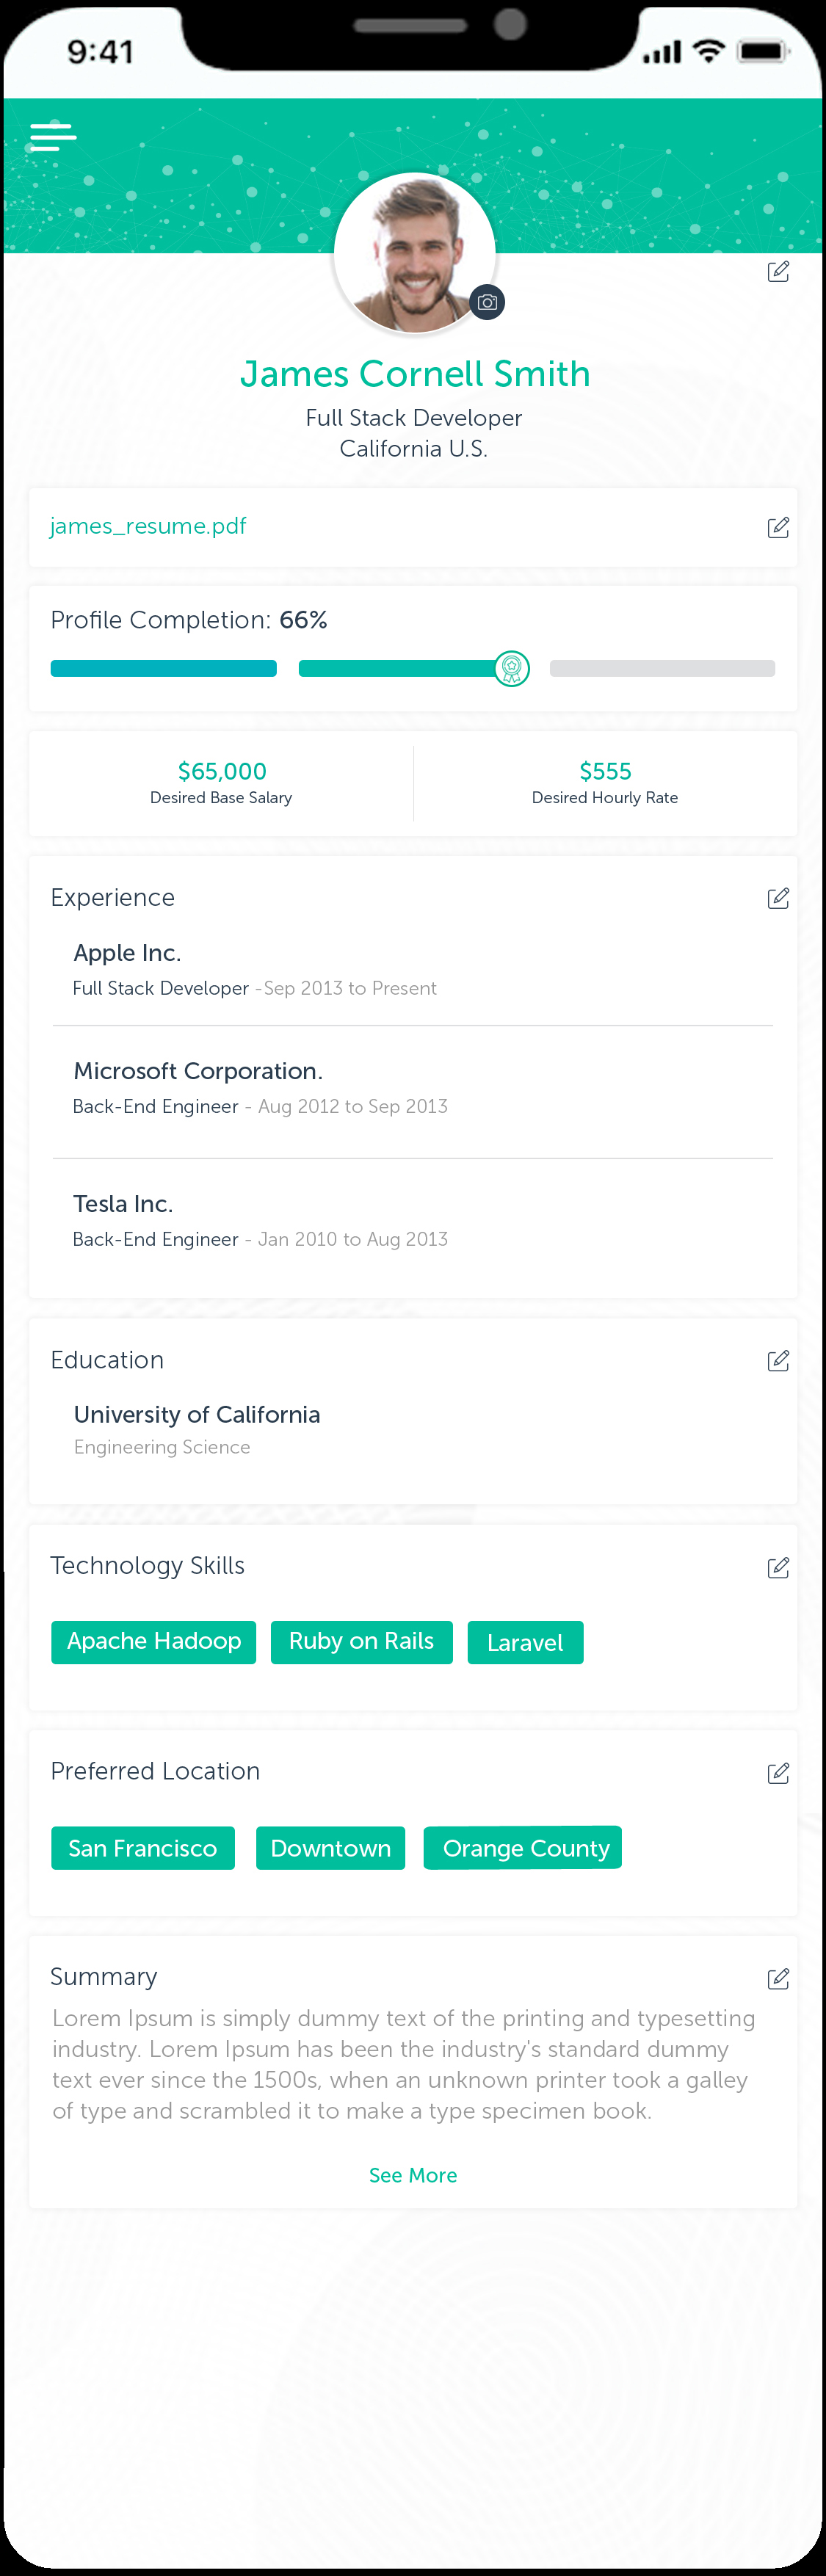 9:41
James Cornell Smith
Full Stack Developer
California U.S.
james_resume.pdf
Profile Completion: 66%
$65,000
Desired Base Salary
$555
Desired Hourly Rate
Experience
Apple Inc.
Full Stack Developer -Sep 2013 to Present
Microsoft Corporation.
Back-End Engineer - Aug 2012 to Sep 2013
Tesla Inc.
Back-End Engineer - Jan 2010 to Aug 2013
Education
University of California
Engineering Science
Technology Skills
Apache Hadoop Ruby on Rails Laravel
Preferred Location
San Francisco Downtown Orange County
Summary
Lorem Ipsum is simply dummy text of the printing and typesetting
industry. Lorem Ipsum has been the industry's standard dummy
text ever since the 1500s, when an unknown printer took a galley
of type and scrambled it to make a type specimen book.
See More